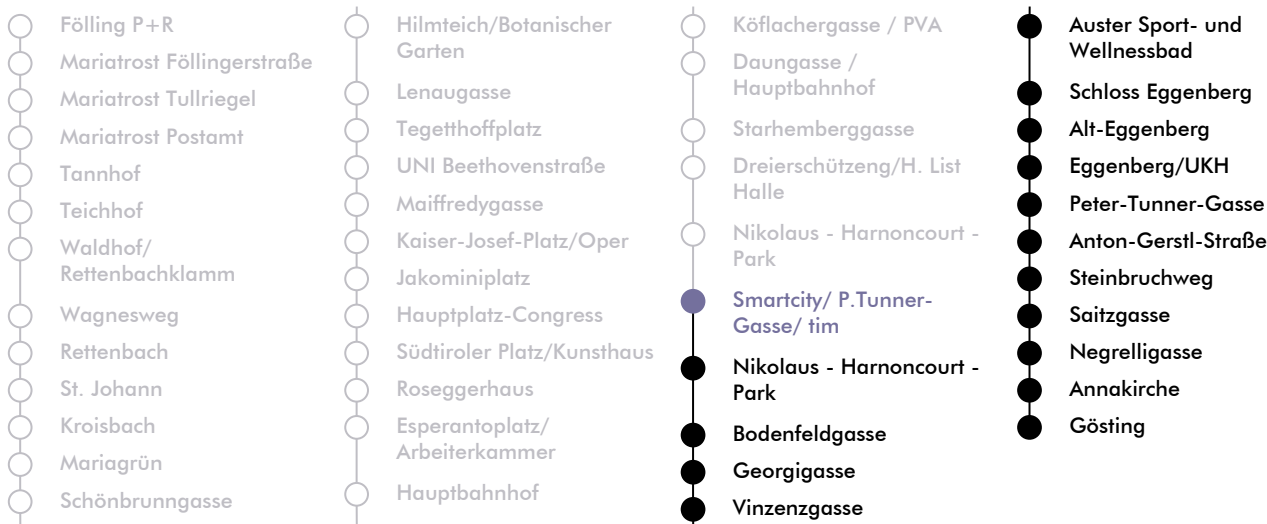 Fölling P+R
Mariatrost Föllingerstraße
Mariatrost Tullriegel
Mariatrost Postamt
Tannhof
Teichhof
Waldhof/
Rettenbachklamm
Wagnesweg
Rettenbach
St. Johann
Kroisbach
Mariagrün
Schönbrunngasse
Hilmteich/Botanischer
Garten
Lenaugasse
Tegetthoffplatz
UNI Beethovenstraße
Maiffredygasse
Kaiser-Josef-Platz/Oper
Jakominiplatz
Hauptplatz-Congress
Südtiroler Platz/Kunsthaus
Roseggerhaus
Esperantoplatz/
Arbeiterkammer
Hauptbahnhof
Köflachergasse / PVA
Daungasse /
Hauptbahnhof
Starhemberggasse
Dreierschützeng/H. List
Halle
Nikolaus - Harnoncourt -
Park
Smartcity/ P.Tunner-
Gasse/ tim
Nikolaus - Harnoncourt -
Park
Bodenfeldgasse
Georgigasse
Vinzenzgasse
Auster Sport- und
Wellnessbad
Schloss Eggenberg
Alt-Eggenberg
Eggenberg/UKH
Peter-Tunner-Gasse
Anton-Gerstl-Straße
Steinbruchweg
Saitzgasse
Negrelligasse
Annakirche
Gösting